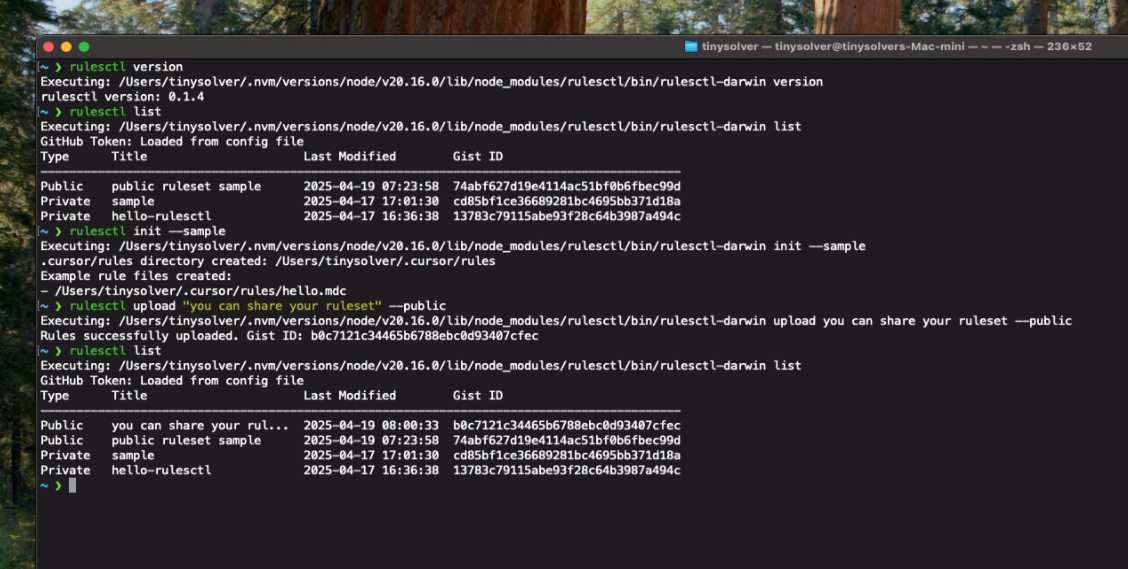 tinysolver — tinysolver@tinysolvers-Mac-mini — ~ — -zsh — 236×52
~ ❯ rulesctl version
Executing: /Users/tinysolver/.nvm/versions/node/v20.16.0/lib/node_modules/rulesctl/bin/rulesctl-darwin version
rulesctl version: 0.1.4
~ ❯ rulesctl list
Executing: /Users/tinysolver/.nvm/versions/node/v20.16.0/lib/node_modules/rulesctl/bin/rulesctl-darwin list
GitHub Token: Loaded from config file
Type Title Last Modified Gist ID
Public public ruleset sample 2025-04-19 07:23:58 74abf627d19e4114ac51bf0b6fbec99d
Private sample 2025-04-17 17:01:30 cd85bf1ce36689281bc4695bb371d18a
Private hello-rulesctl 2025-04-17 16:36:38 13783c79115abe93f28c64b3987a494c
~ ❯ rulesctl init --sample
Executing: /Users/tinysolver/.nvm/versions/node/v20.16.0/lib/node_modules/rulesctl/bin/rulesctl-darwin init --sample
.cursor/rules directory created: /Users/tinysolver/.cursor/rules
Example rule files created:
- /Users/tinysolver/.cursor/rules/hello.mdc
~ ❯ rulesctl upload "you can share your ruleset" --public
Executing: /Users/tinysolver/.nvm/versions/node/v20.16.0/lib/node_modules/rulesctl/bin/rulesctl-darwin upload you can share your ruleset --public
Rules successfully uploaded. Gist ID: b0c7121c34465b6788ebc0d93407cfec
~ ❯ rulesctl list
Executing: /Users/tinysolver/.nvm/versions/node/v20.16.0/lib/node_modules/rulesctl/bin/rulesctl-darwin list
GitHub Token: Loaded from config file
Type Title Last Modified Gist ID
Public you can share your rul... 2025-04-19 08:00:33 b0c7121c34465b6788ebc0d93407cfec
Public public ruleset sample 2025-04-19 07:23:58 74abf627d19e4114ac51bf0b6fbec99d
Private sample 2025-04-17 17:01:30 cd85bf1ce36689281bc4695bb371d18a
Private hello-rulesctl 2025-04-17 16:36:38 13783c79115abe93f28c64b3987a494c
~ ❯